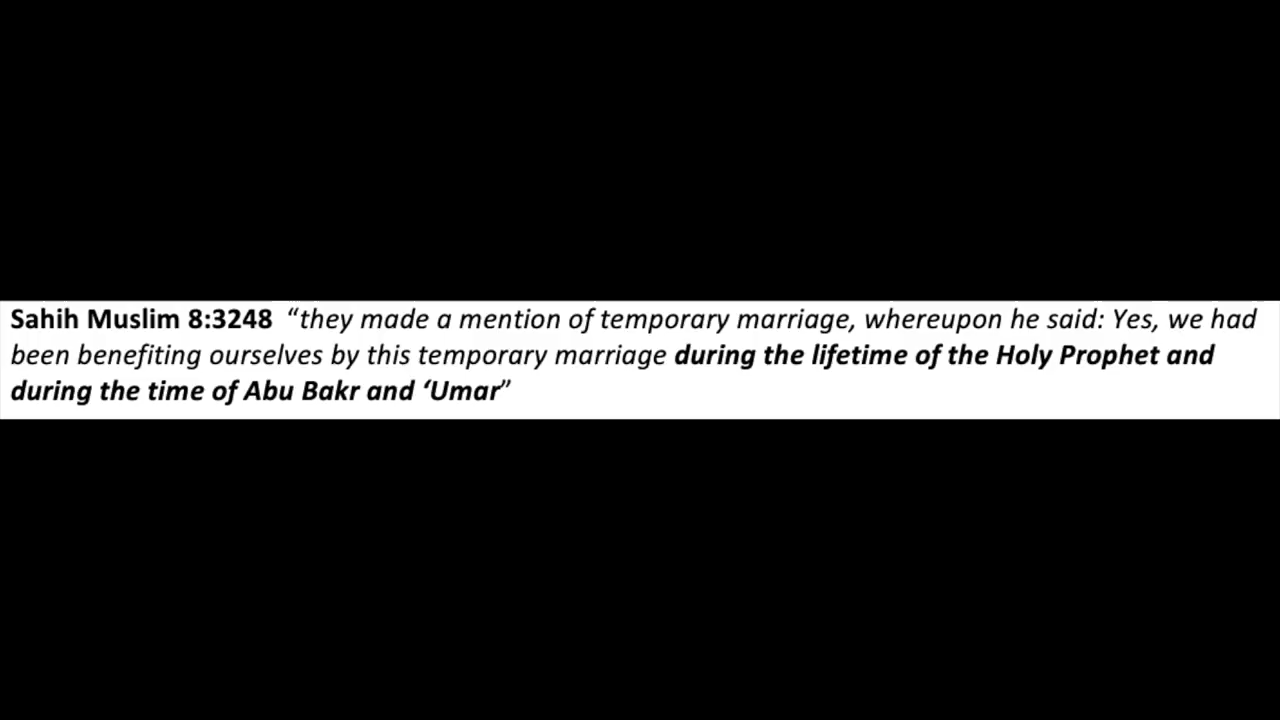 Sahih Muslim 8:3248 “they made a mention of temporary marriage, whereupon he said: Yes, we had
been benefiting ourselves by this temporary marriage during the lifetime of the Holy Prophet and
during the time of Abu Bakr and ‘Umar”